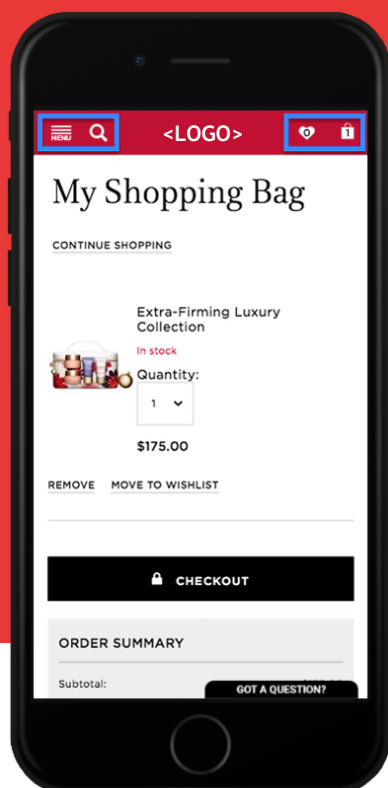 MENU
<LOGO>
0
1
My Shopping Bag
CONTINUE SHOPPING
Extra-Firming Luxury
Collection
In stock
Quantity:
1
$175.00
REMOVE MOVE TO WISHLIST
CHECKOUT
ORDER SUMMARY
Subtotal:
GOT A QUESTION?